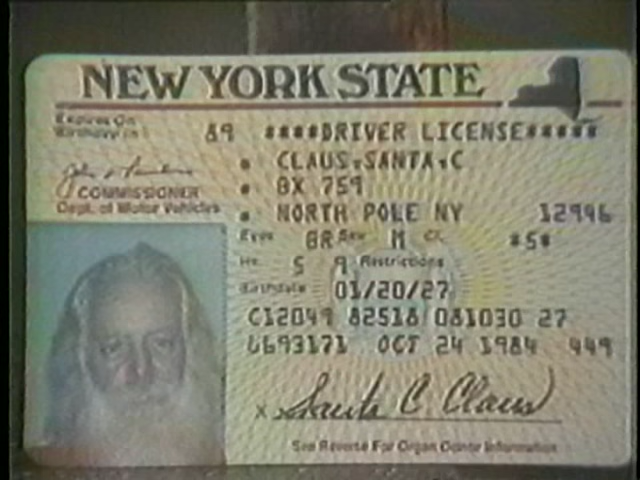 NEW YORK STATE
Expires On
Birthday in 89 ****DRIVER LICENSE*****
CLAUS,SANTA,C
COMMISSIONER
BX 759
Dept. of Motor Vehicles
NORTH POLE NY 12996
Eyes GR Sex M CL *5*
Ht. 5 9 Restrictions
Birthdate 01/20/27
C12049 82518 081030 27
6693171 OCT 24 1984 449
X Santa C Claus
See Reverse For Organ Donor Information